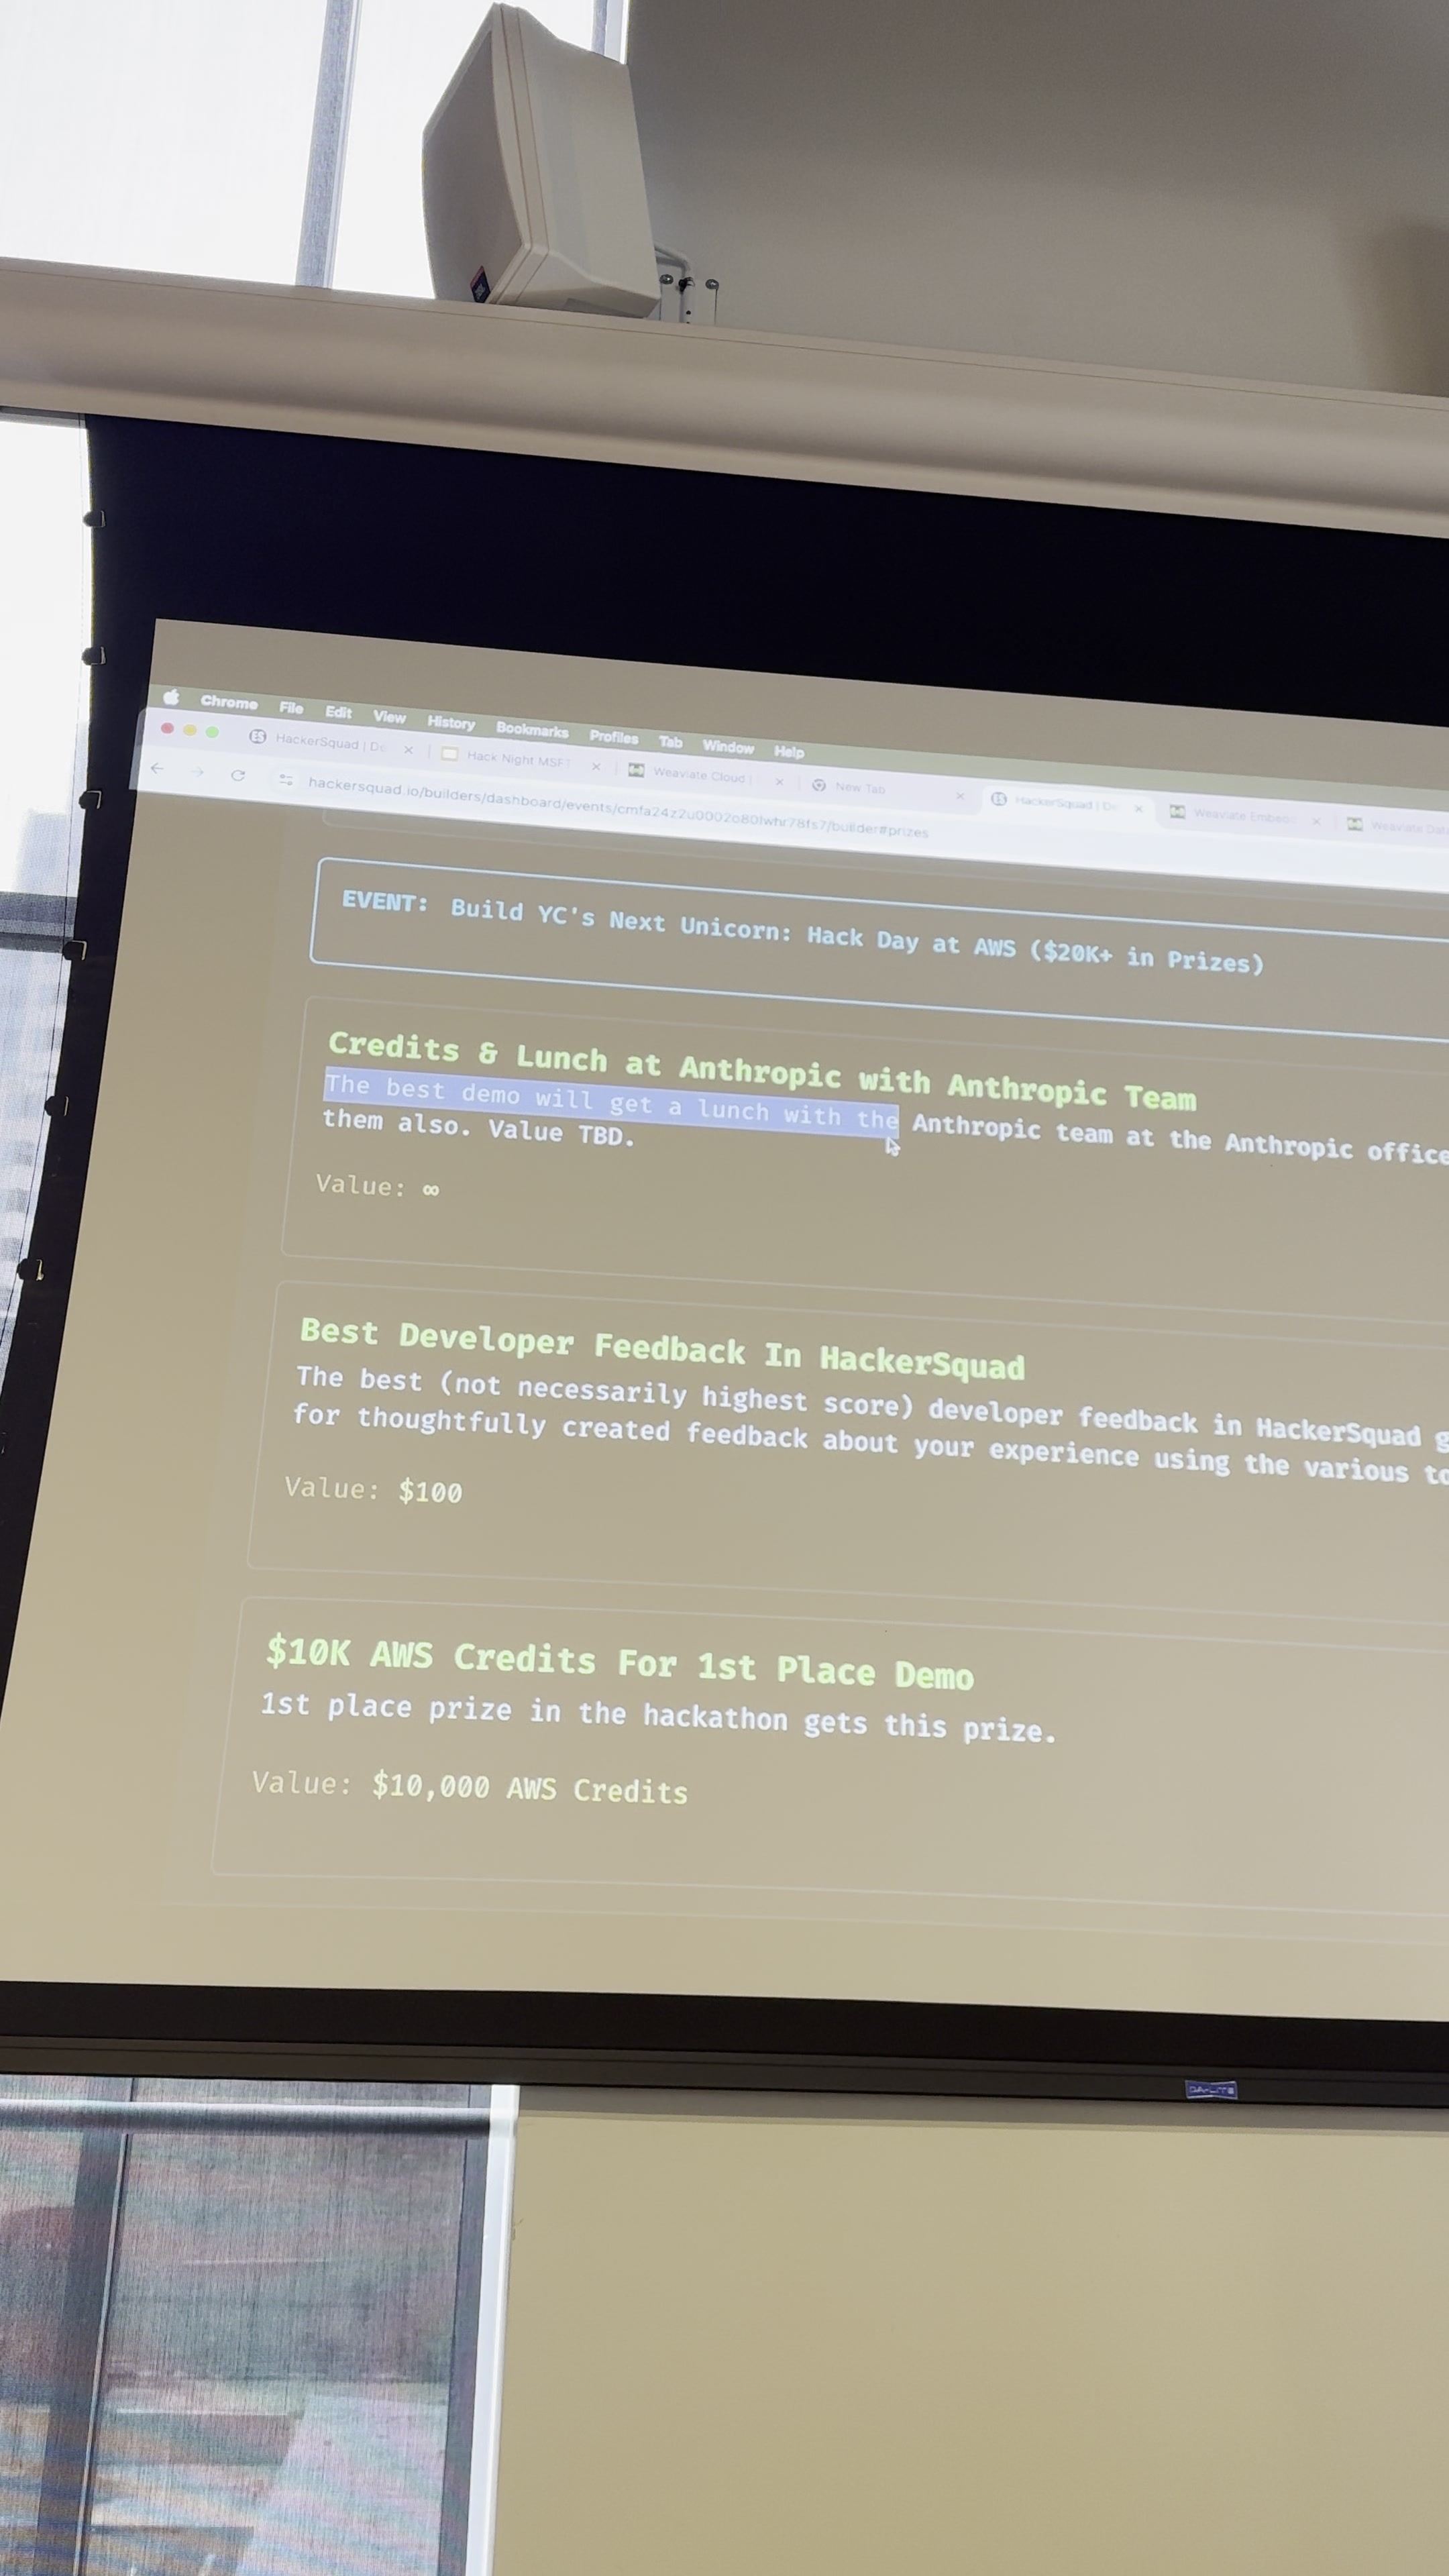 Chrome File Edit View History Bookmarks Profiles Tab Window Help
HackerSquad | De Hack Night MSFT Weaviate Cloud | New Tab HackerSquad | De Weaviate Embed Weaviate Dat
hackersquad.io/builders/dashboard/events/cmfa24z2u0002o80lwhr78fs7/builder#prizes
EVENT: Build YC's Next Unicorn: Hack Day at AWS ($20K+ in Prizes)
Credits & Lunch at Anthropic with Anthropic Team
The best demo will get a lunch with the Anthropic team at the Anthropic office
them also. Value TBD.
Value: ∞
Best Developer Feedback In HackerSquad
The best (not necessarily highest score) developer feedback in HackerSquad g
for thoughtfully created feedback about your experience using the various to
Value: $100
$10K AWS Credits For 1st Place Demo
1st place prize in the hackathon gets this prize.
Value: $10,000 AWS Credits
DA-LITE